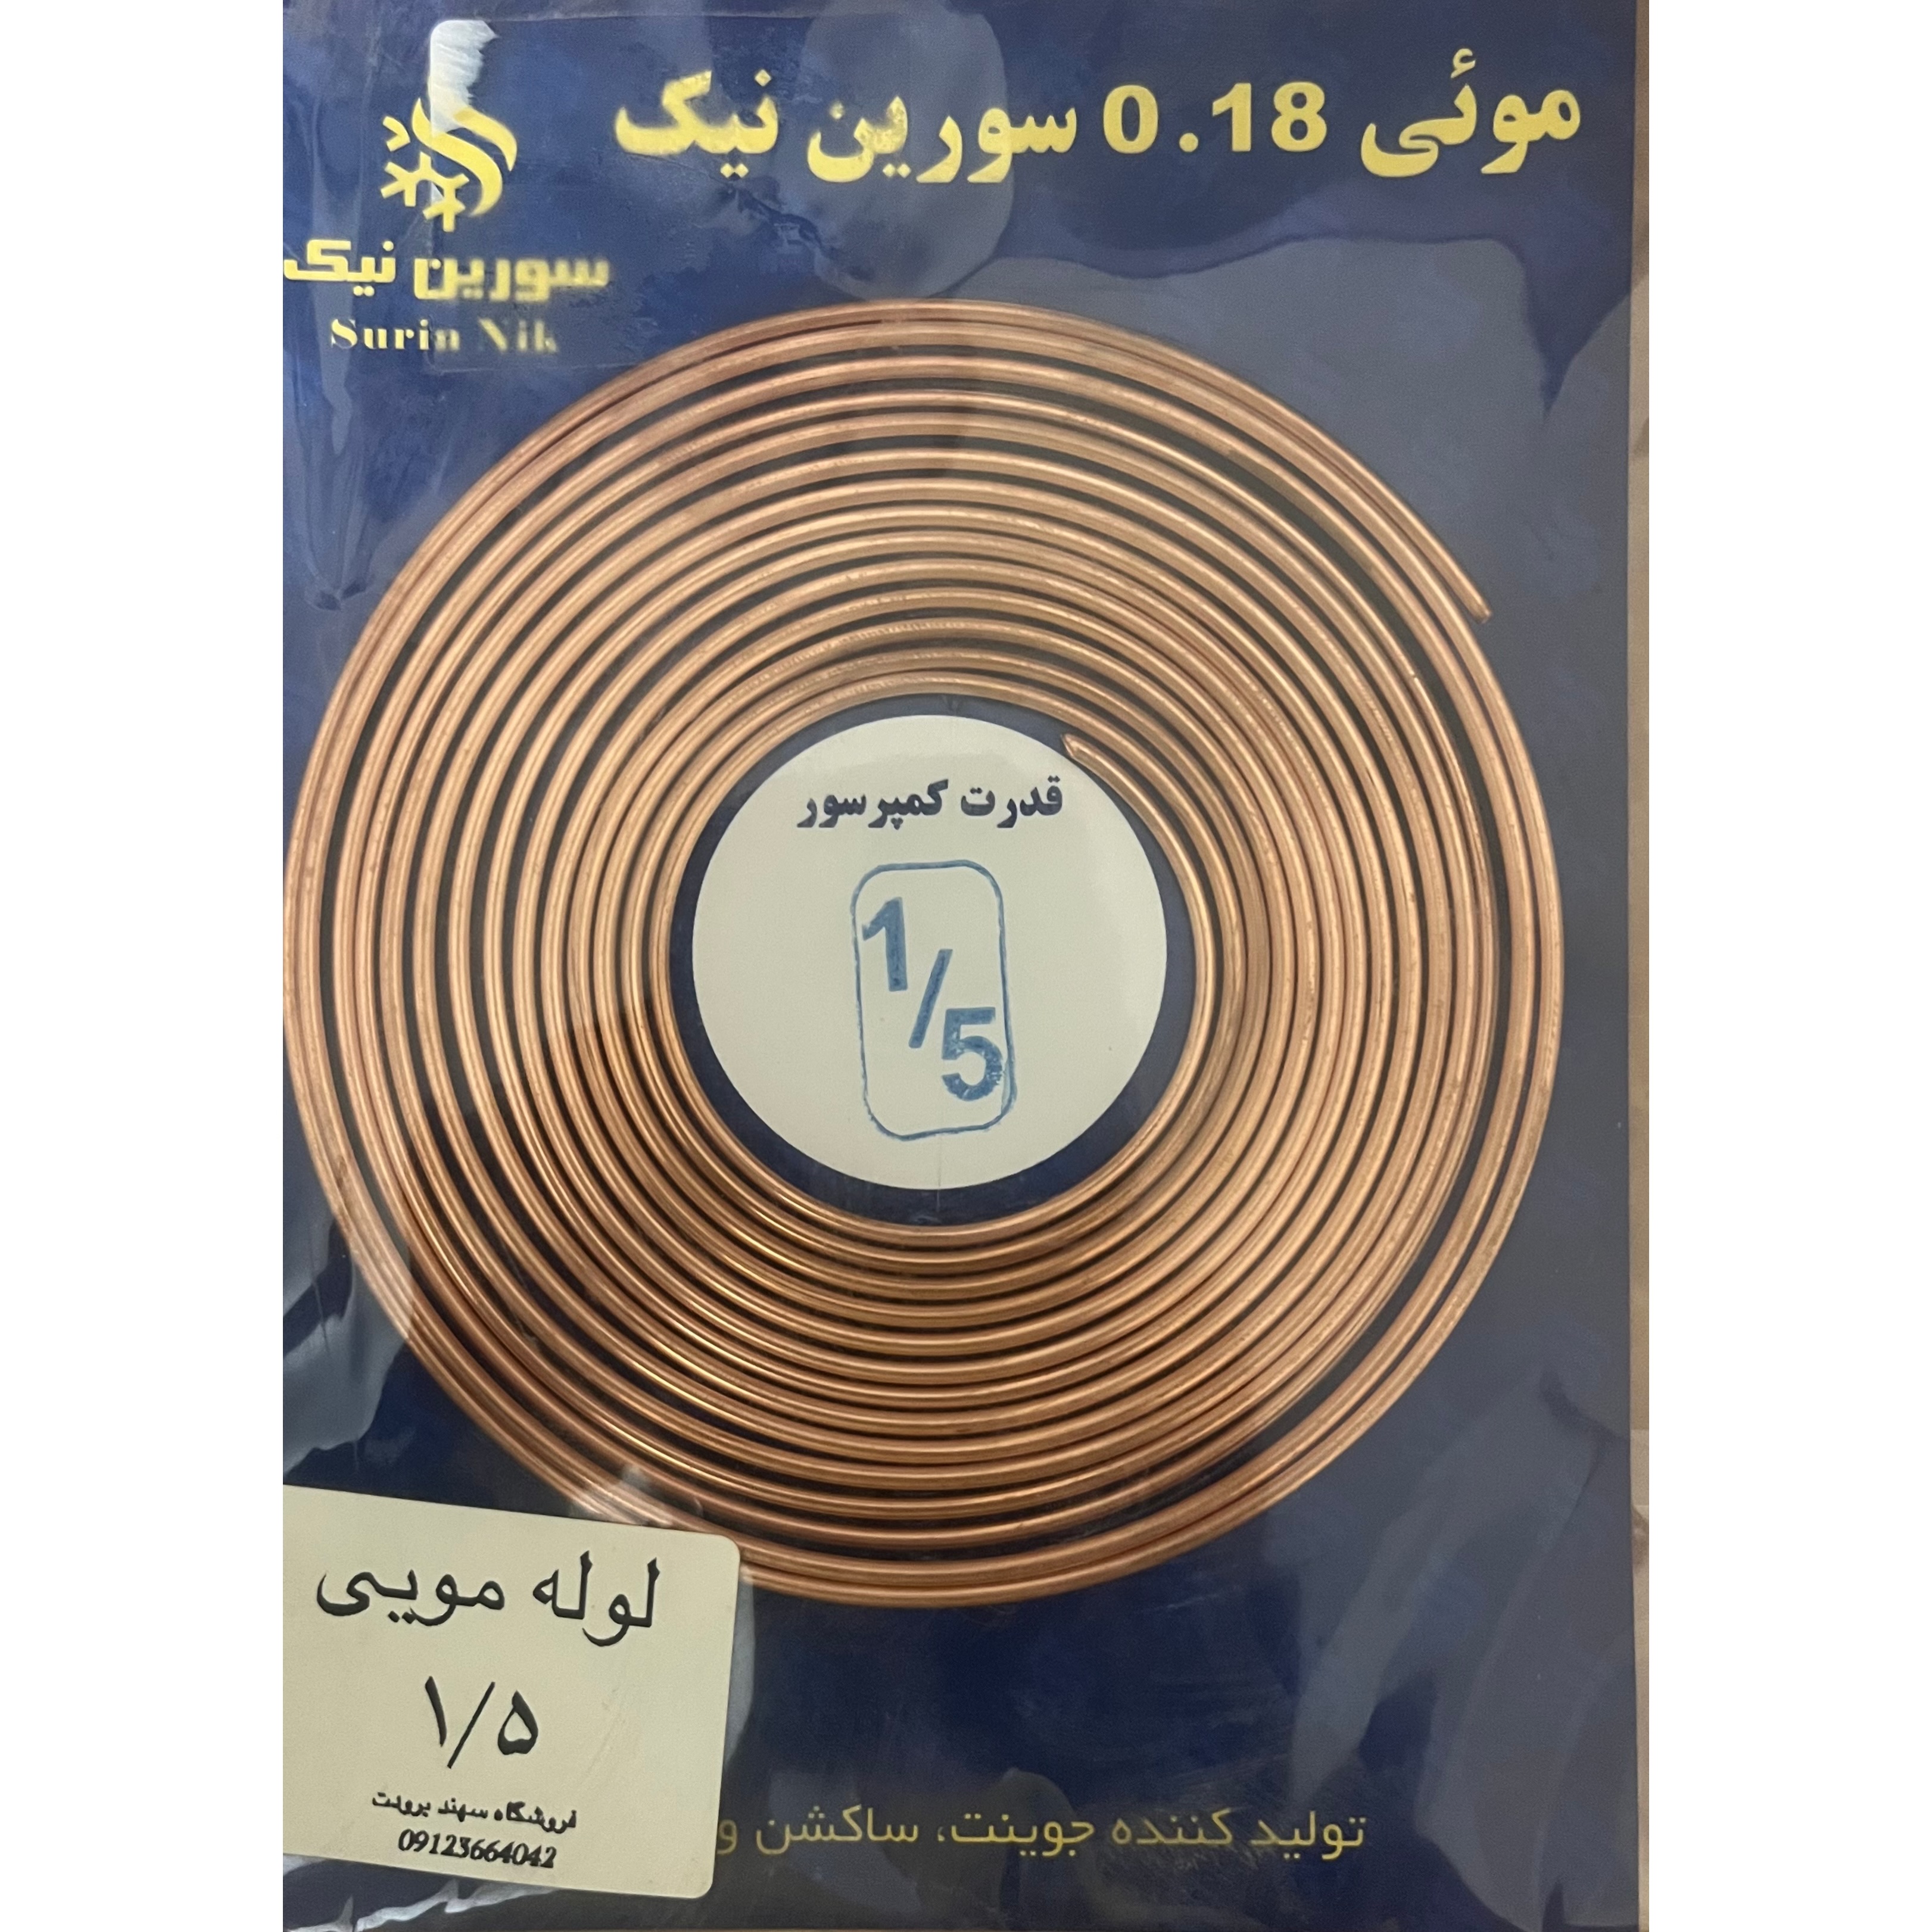 موئی 0.18 سورین نیک
سورین نیک
Surin Nik
قدرت کمپرسور
1/5
لوله مویی
۱/۵
فروشگاه سهند برودت
09123664042
تولید کننده جوینت، ساکشن و